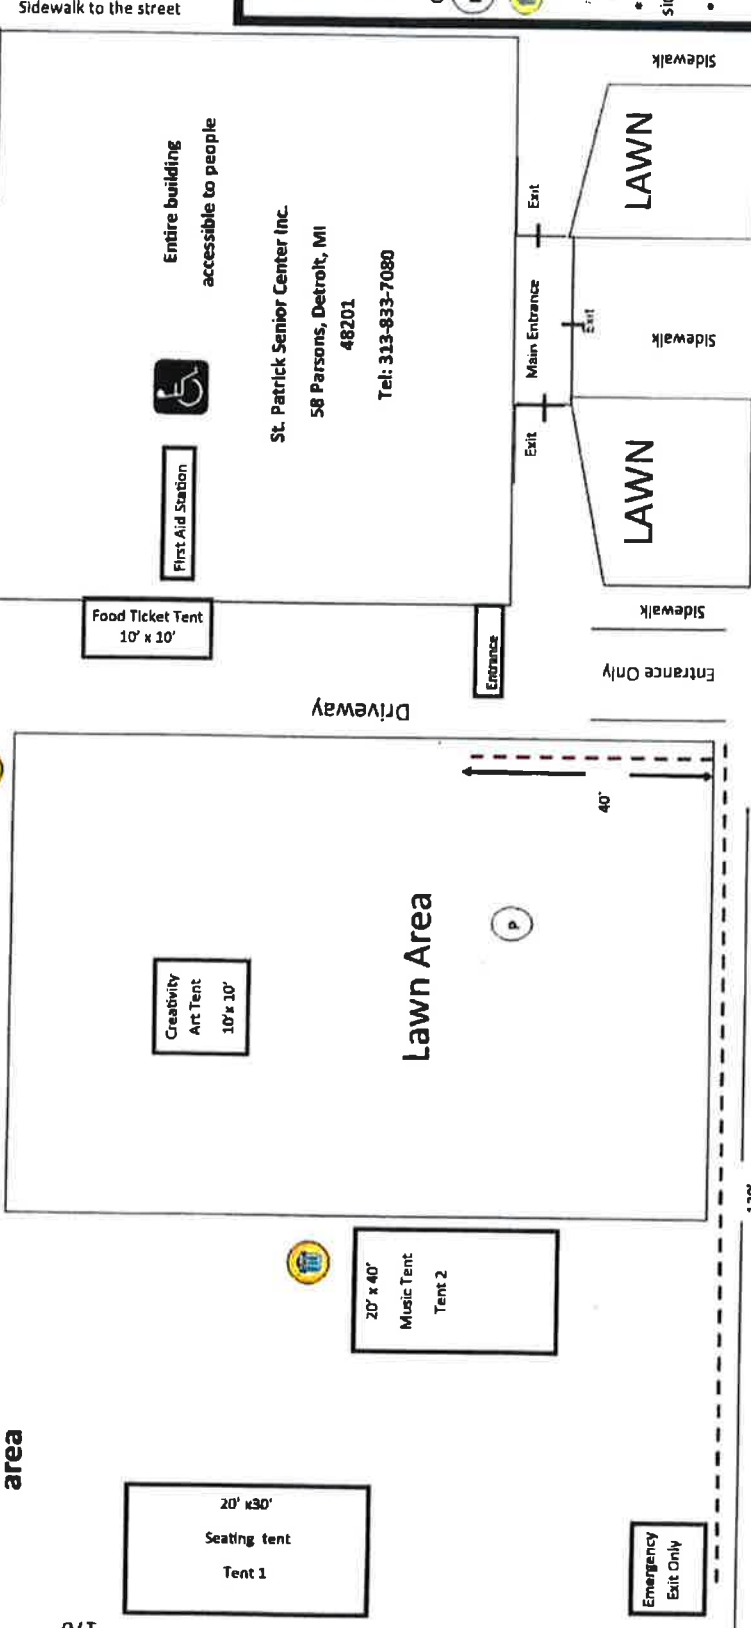 Sidewalk to the street
Sidewalk
LAWN
Entire building
accessible to people
St. Patrick Senior Center Inc.
58 Parsons, Detroit, MI
48201
Tel: 313-833-7080
Exit
Main Entrance
Exit
Exit
Sidewalk
LAWN
First Aid Station
Food Ticket Tent
10' x 10'
Sidewalk
Entrance
Entrance Only
Driveway
40'
Creativity
Art Tent
10'x 10'
Lawn Area
P
20' x 40'
Music Tent
Tent 2
area
20' x30'
Seating tent
Tent 1
Emergency
Exit Only